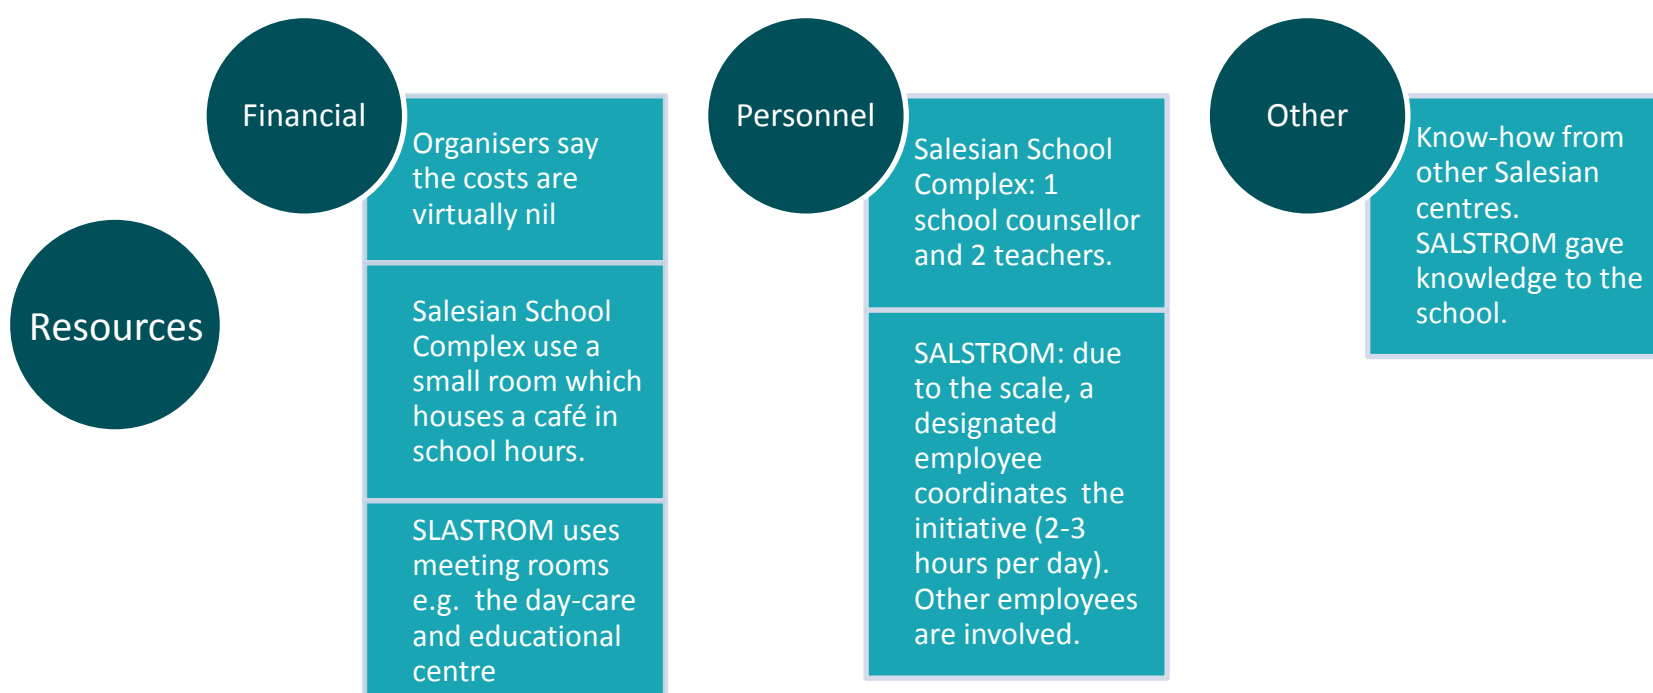 Resources
Financial
Organisers say
the costs are
virtually nil
Salesian School
Complex use a
small room which
houses a café in
school hours.
SLASTROM uses
meeting rooms
e.g.  the day-care
and educational
centre
Personnel
Salesian School
Complex: 1
school counsellor
and 2 teachers.
SALSTROM: due
to the scale, a
designated
employee
coordinates  the
initiative (2-3
hours per day).
Other employees
are involved.
Other
Know-how from
other Salesian
centres.
SALSTROM gave
knowledge to the
school.